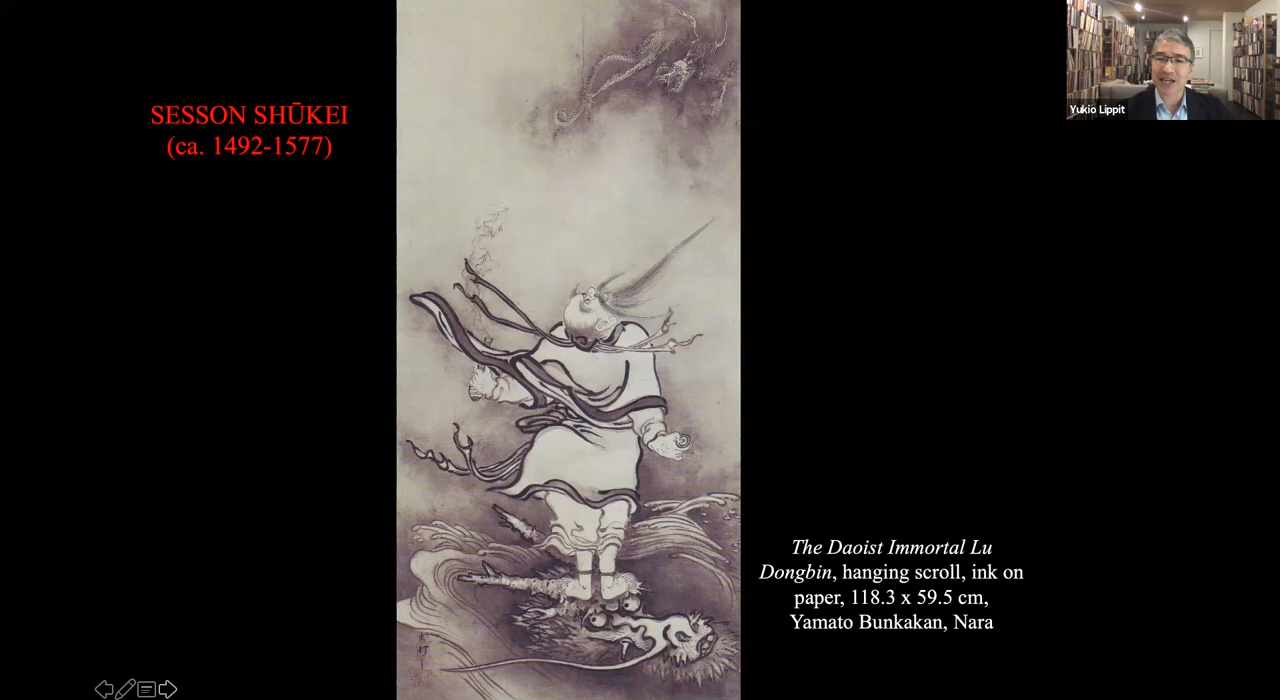 SESSON SHŪKEI
(ca. 1492-1577)
Yukio Lippit
The Daoist Immortal Lu
Dongbin, hanging scroll, ink on
paper, 118.3 x 59.5 cm,
Yamato Bunkakan, Nara